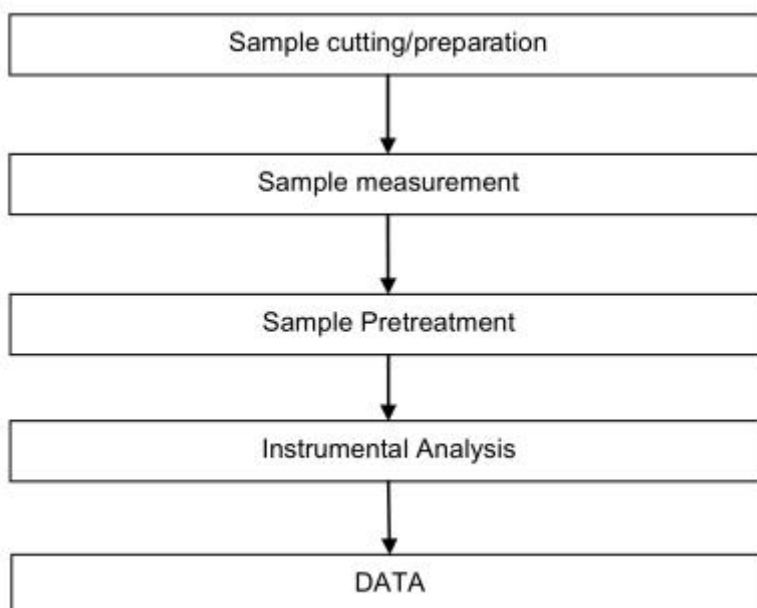 Sample cutting/preparation
Sample measurement
Sample Pretreatment
Instrumental Analysis
DATA